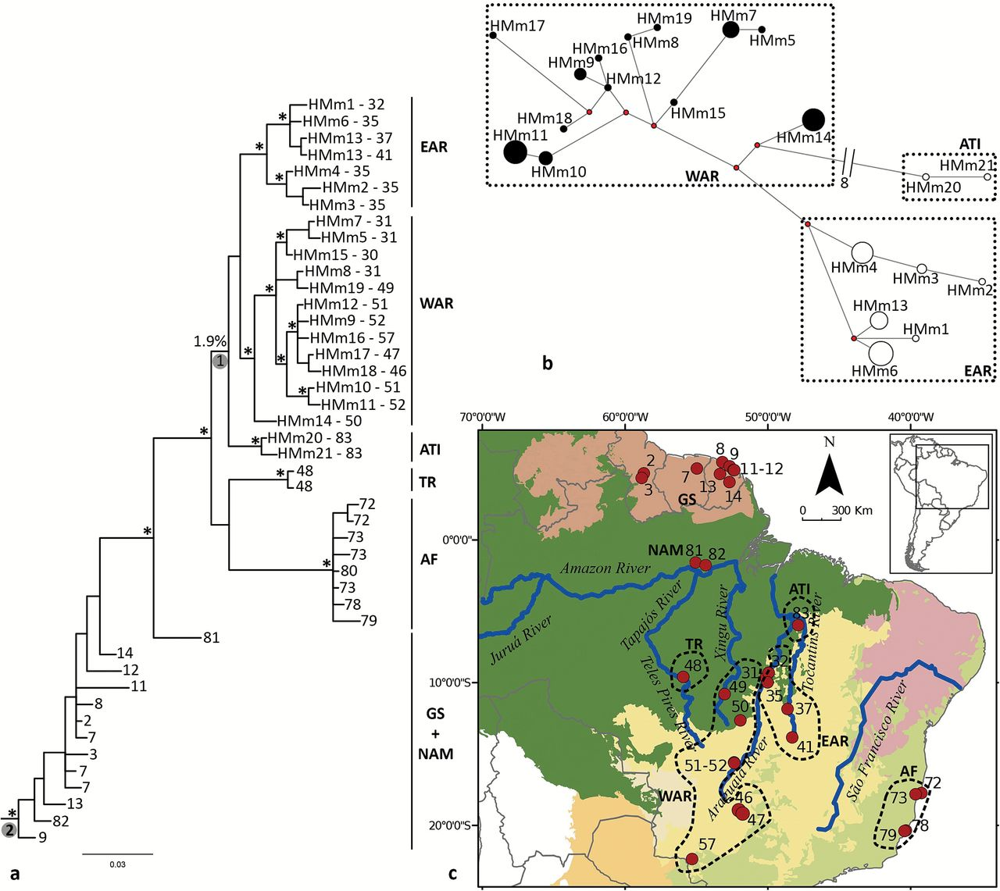 HMm1 - 32
HMm6 - 35
HMm13 - 37
HMm13 - 41
HMm4 - 35
HMm2 - 35
HMm3 - 35
EAR
HMm7 - 31
HMm5 - 31
HMm15 - 30
HMm8 - 31
HMm19 - 49
HMm12 - 51
HMm9 - 52
HMm16 - 57
HMm17 - 47
HMm18 - 46
HMm10 - 51
HMm11 - 52
HMm14 - 50
WAR
HMm20 - 83
HMm21 - 83
ATI
48
48
TR
72
72
73
73
80
73
78
79
AF
81
14
12
11
8
2
7
3
7
7
13
82
9
GS
+
NAM
1.9%
1
2
* * * * * * * * * * * * * * * *
0.03
a
HMm17
HMm19
HMm8
HMm7
HMm5
HMm16
HMm9
HMm12
HMm15
HMm18
HMm11
HMm10
HMm14
WAR
8
ATI
HMm21
HMm20
HMm4
HMm3
HMm2
HMm13
HMm1
HMm6
EAR
b
70°00'0"W
60°00'0"W
50°00'0"W
40°00'0"W
0°00'0"
10°00'0"S
20°00'0"S
N
0 300 Km
2
3
7
8
9
11-12
13
14
GS
NAM
81
82
Amazon River
Juruá River
Tapajós River
Teles Pires River
Xingu River
Tocantins River
Araguaia River
São Francisco River
ATI
83
TR
48
31
32
35
49
50
37
41
EAR
51-52
WAR
46
47
57
AF
72
73
78
79
c